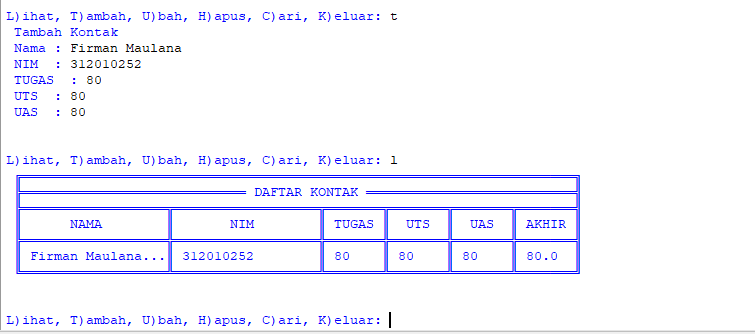 L)ihat, T)ambah, U)bah, H)apus, C)ari, K)eluar: t
Tambah Kontak
Nama : Firman Maulana
NIM  : 312010252
TUGAS  : 80
UTS  : 80
UAS  : 80
L)ihat, T)ambah, U)bah, H)apus, C)ari, K)eluar: l
DAFTAR KONTAK
NAMA NIM TUGAS UTS UAS AKHIR
Firman Maulana... 312010252 80 80 80 80.0
L)ihat, T)ambah, U)bah, H)apus, C)ari, K)eluar: